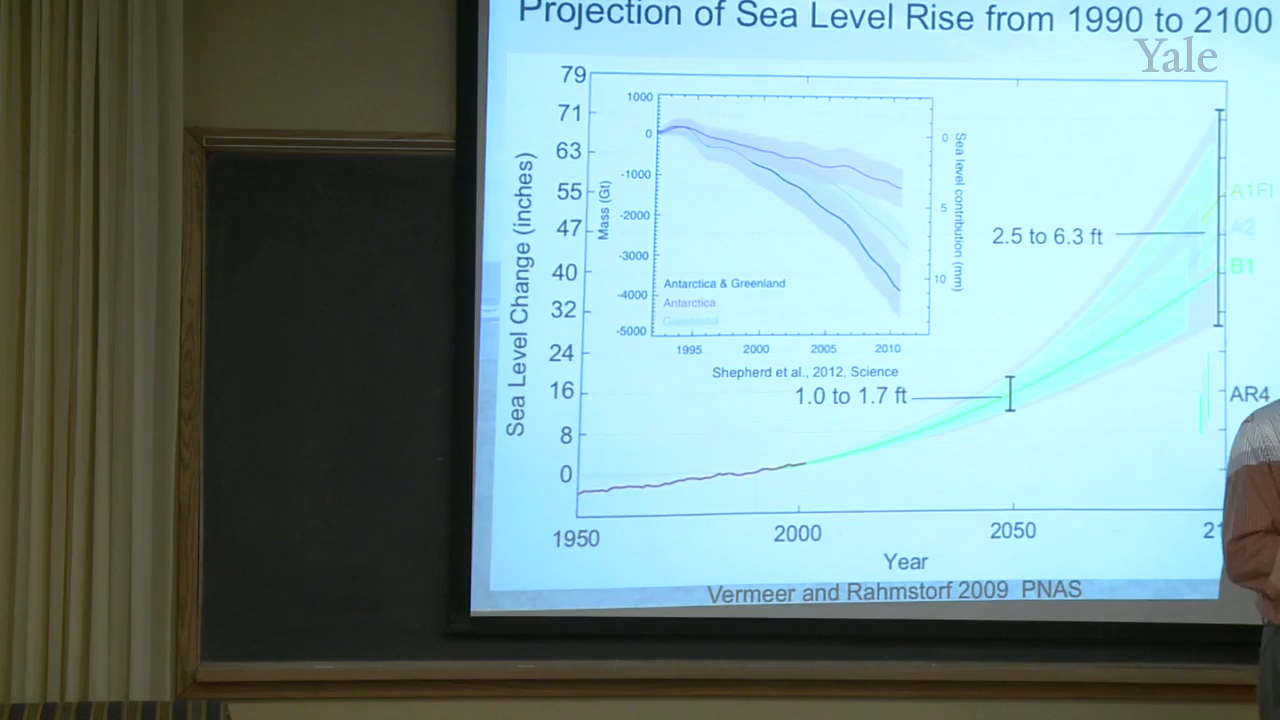 Projection of Sea Level Rise from 1990 to 2100
Yale
79
71
63
55
47
40
32
24
16
8
0
Sea Level Change (inches)
1950
2000
2050
Year
1000
0
-1000
-2000
-3000
-4000
-5000
Mass (Gt)
0
5
10
Sea level contribution (mm)
Antarctica & Greenland
Antarctica
Greenland
1995
2000
2005
2010
Shepherd et al., 2012, Science
1.0 to 1.7 ft
2.5 to 6.3 ft
A1FI
A2
B1
AR4
Vermeer and Rahmstorf 2009 PNAS